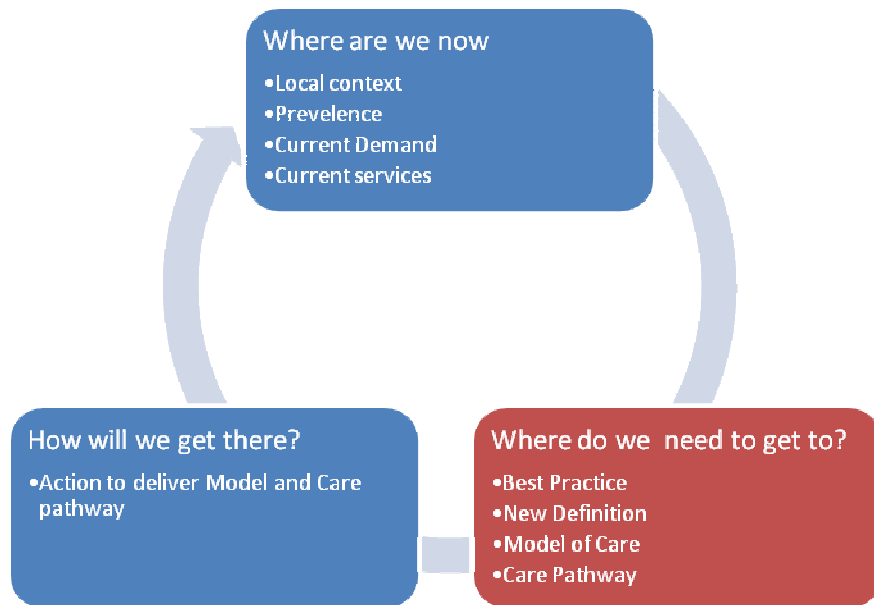 Where are we now
•Local context
•Prevelence
•Current Demand
•Current services
How will we get there?
•Action to deliver Model and Care
pathway
Where do we need to get to?
•Best Practice
•New Definition
•Model of Care
•Care Pathway